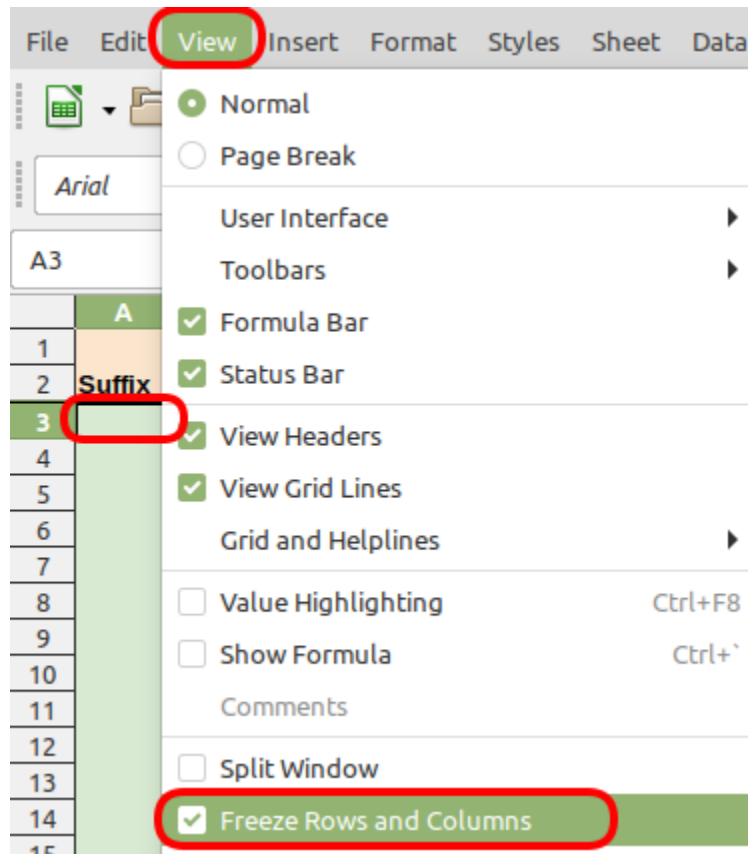 File Edit View Insert Format Styles Sheet Data
Normal
Page Break
Arial
User Interface
A3
Toolbars
A
Formula Bar
1
2 Suffix
Status Bar
3
View Headers
4
5
View Grid Lines
6
Grid and Helplines
7
8
Value Highlighting Ctrl+F8
9
Show Formula Ctrl+`
10
11
Comments
12
13
Split Window
14
Freeze Rows and Columns
15